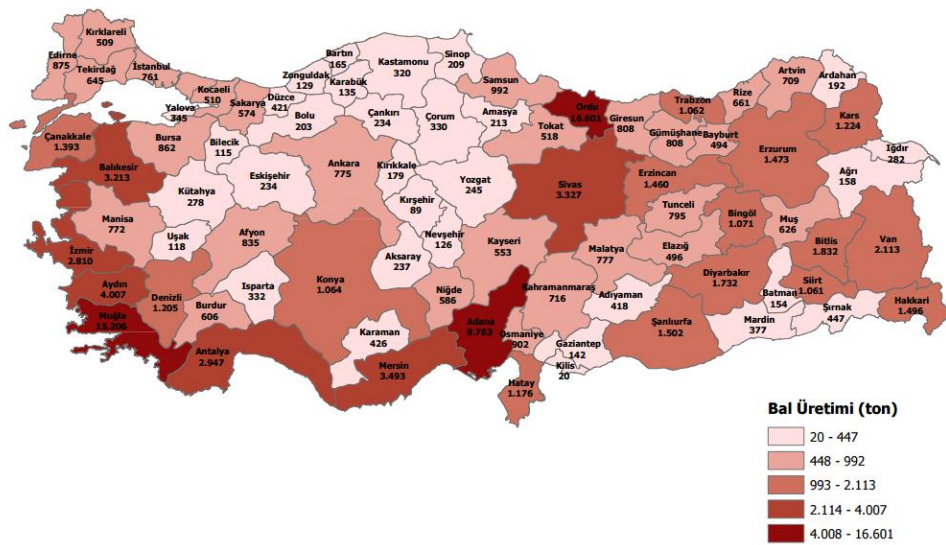 Kırklareli
509
Edirne
875
Tekirdağ
645
İstanbul
761
Kocaeli
510
Yalova
345
Sakarya
574
Düzce
421
Zonguldak
129
Bartın
165
Karabük
135
Kastamonu
320
Sinop
209
Samsun
992
Ordu
16.601
Giresun
808
Trabzon
1.062
Rize
661
Artvin
709
Ardahan
192
Kars
1.224
Iğdır
282
Ağrı
158
Erzurum
1.473
Bayburt
494
Gümüşhane
808
Tokat
518
Amasya
213
Çorum
330
Çankırı
234
Bolu
203
Bilecik
115
Bursa
862
Çanakkale
1.393
Balıkesir
3.213
Kütahya
278
Eskişehir
234
Ankara
775
Kırıkkale
179
Yozgat
245
Sivas
3.327
Erzincan
1.460
Tunceli
795
Bingöl
1.071
Muş
626
Bitlis
1.832
Van
2.113
Hakkari
1.496
Şırnak
447
Siirt
1.061
Batman
154
Mardin
377
Diyarbakır
1.732
Elazığ
496
Malatya
777
Adıyaman
418
Şanlıurfa
1.502
Gaziantep
142
Kilis
20
Kahramanmaraş
716
Osmaniye
902
Hatay
1.176
Adana
9.763
Kayseri
553
Kırşehir
89
Nevşehir
126
Aksaray
237
Niğde
586
Konya
1.064
Karaman
426
Mersin
3.493
Antalya
2.947
Isparta
332
Burdur
606
Afyon
835
Uşak
118
Manisa
772
İzmir
2.810
Aydın
4.007
Denizli
1.205
Muğla
Bal Üretimi (ton)
20 - 447
448 - 992
993 - 2.113
2.114 - 4.007
4.008 - 16.601